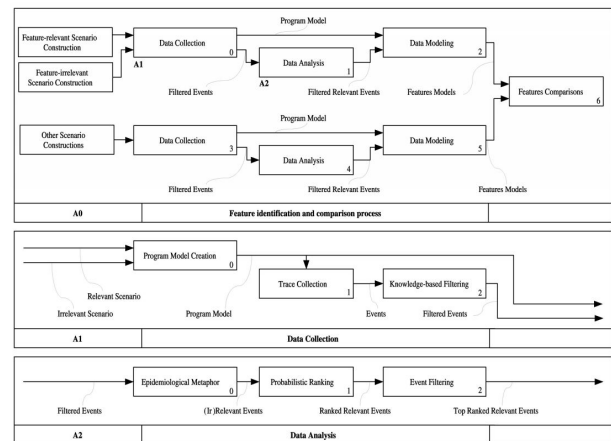 Program Model
Feature-relevant Scenario
Construction
Data Collection
0
Data Modeling
2
A1
Feature-irrelevant
Scenario Construction
Data Analysis
1
A2
Filtered Events
Filtered Relevant Events
Features Models
Features Comparisons
6
Program Model
Other Scenario
Constructions
Data Collection
3
Data Modeling
5
Data Analysis
4
Filtered Events
Filtered Relevant Events
Features Models
A0
Feature identification and comparison process
Program Model Creation
0
Trace Collection
1
Knowledge-based Filtering
2
Relevant Scenario
Irrelevant Scenario
Program Model
Events
Filtered Events
A1
Data Collection
Epidemiological Metaphor
0
Probabilistic Ranking
1
Event Filtering
2
Filtered Events
(Ir)Relevant Events
Ranked Relevant Events
Top Ranked Relevant Events
A2
Data Analysis